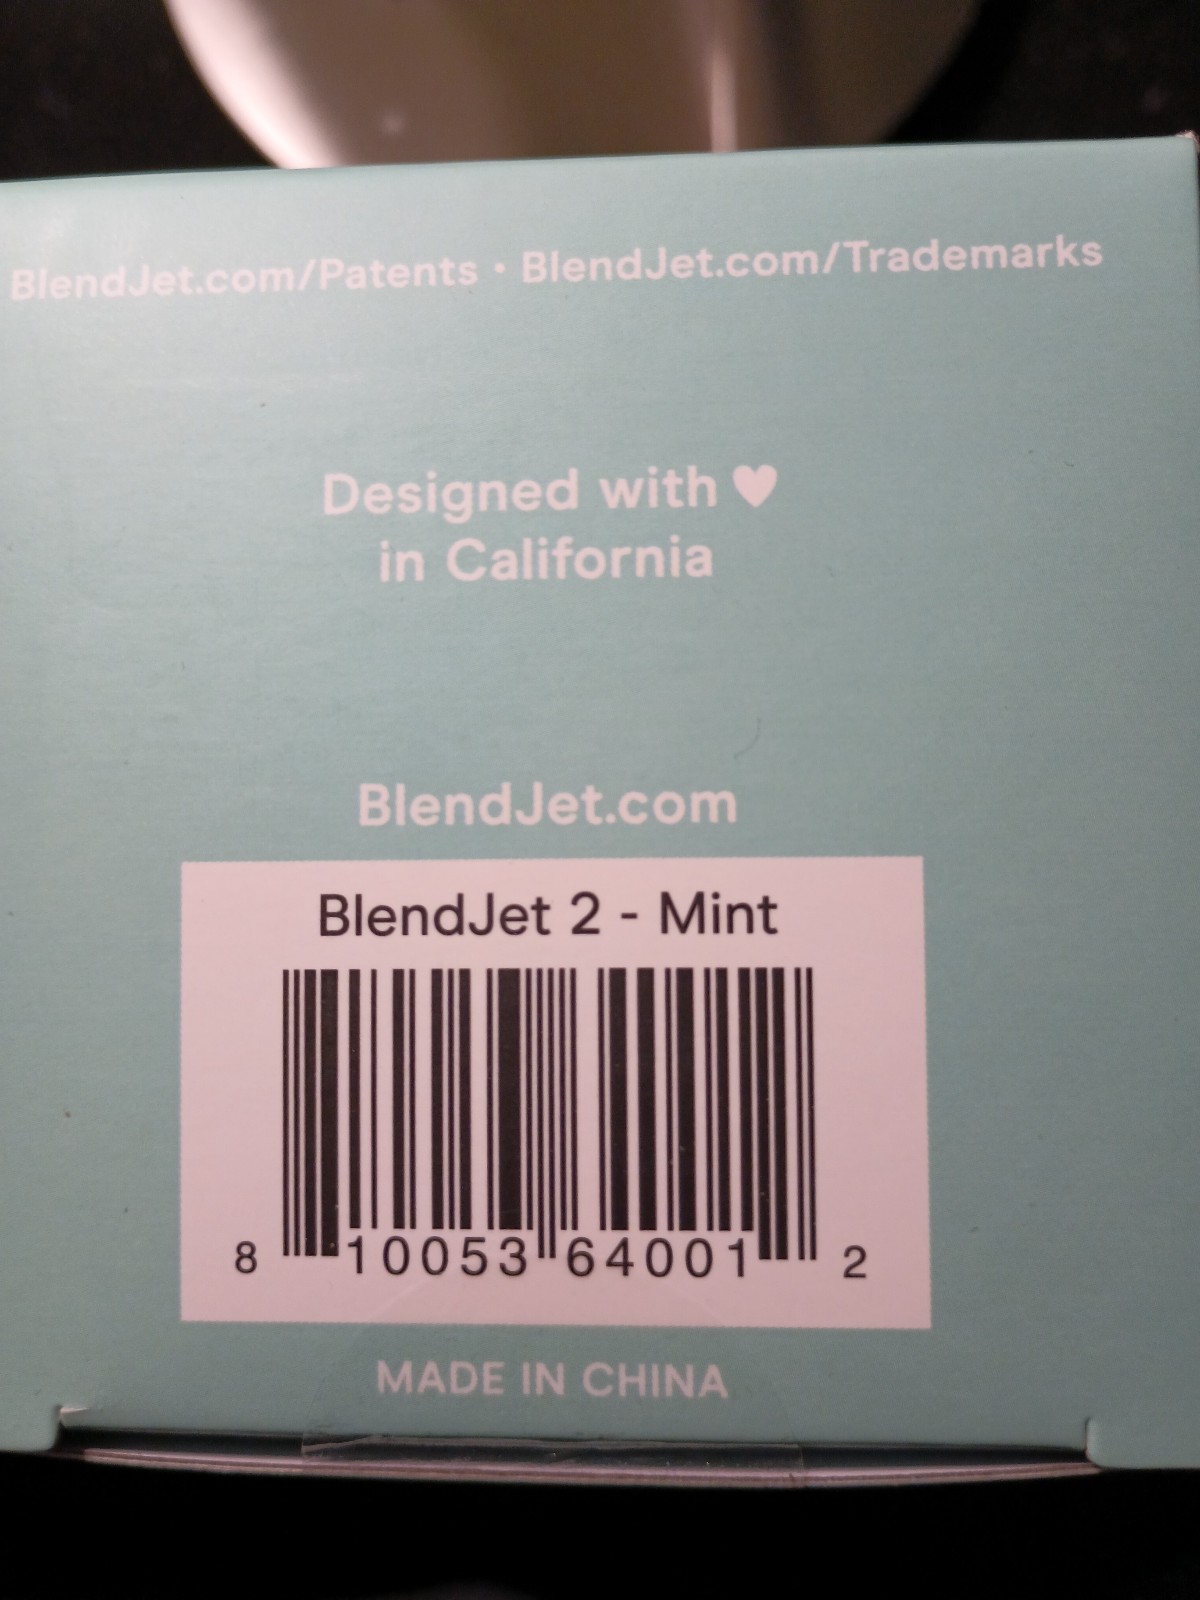 BlendJet.com/Patents • BlendJet.com/Trademarks
Designed with ♥
in California
BlendJet.com
BlendJet 2 - Mint
8 10053 64001 2
MADE IN CHINA